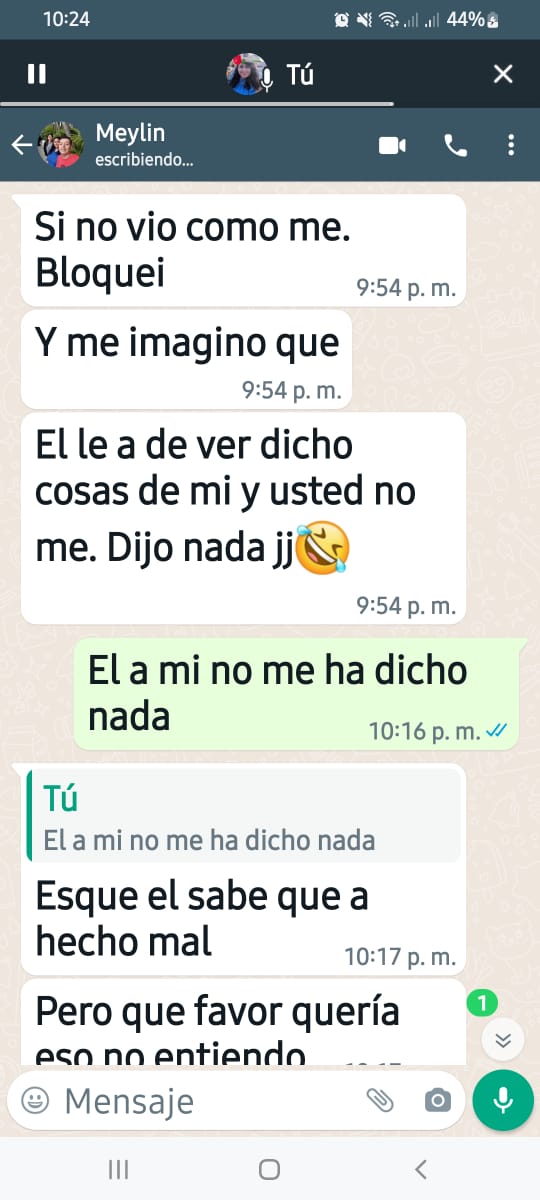 10:24
44%
Tú
Meylin
escribiendo...
Si no vio como me.
Bloquei
9:54 p. m.
Y me imagino que
9:54 p. m.
El le a de ver dicho
cosas de mi y usted no
me. Dijo nada jj🤣
9:54 p. m.
El a mi no me ha dicho
nada
10:16 p. m.
Tú
El a mi no me ha dicho nada
Esque el sabe que a
hecho mal
10:17 p. m.
Pero que favor quería
eso no entiendo
1
Mensaje